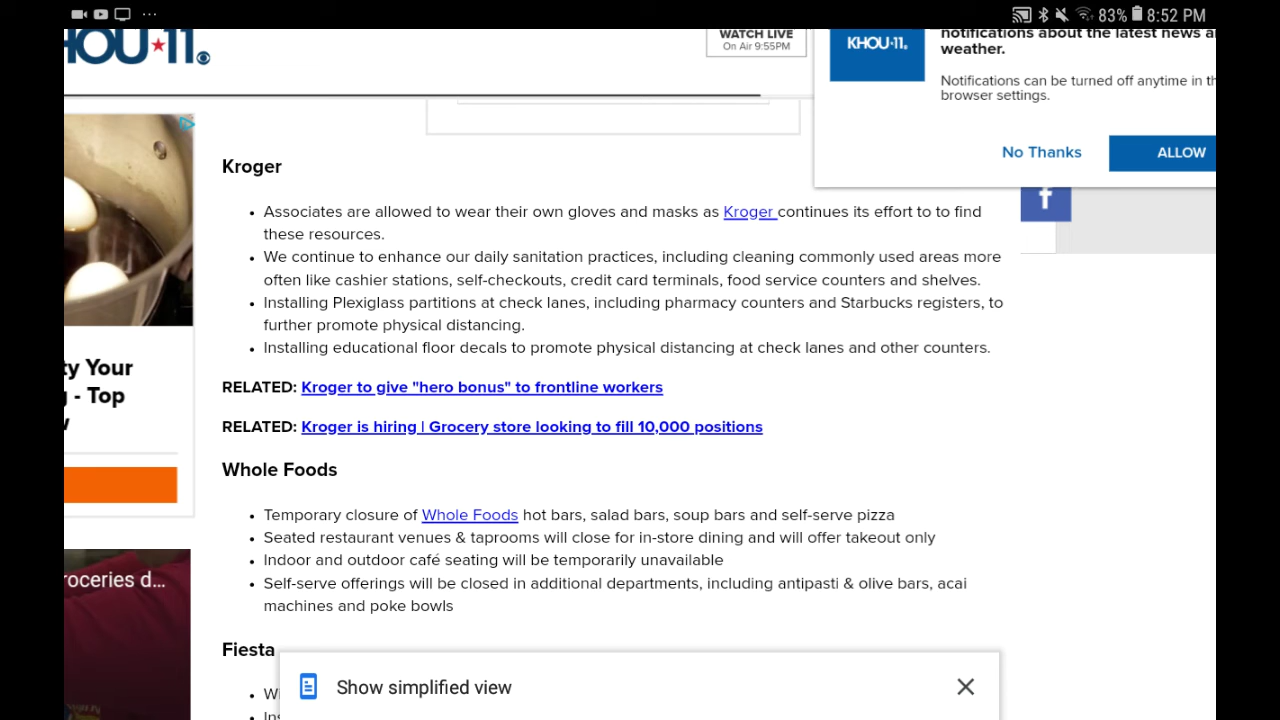 83% 8:52 PM
KHOU★11
WATCH LIVE
On Air 9:55PM
KHOU★11
notifications about the latest news
weather.
Notifications can be turned off anytime in
browser settings.
No Thanks
ALLOW
f
Kroger
• Associates are allowed to wear their own gloves and masks as Kroger continues its effort to to find
these resources.
• We continue to enhance our daily sanitation practices, including cleaning commonly used areas more
often like cashier stations, self-checkouts, credit card terminals, food service counters and shelves.
• Installing Plexiglass partitions at check lanes, including pharmacy counters and Starbucks registers, to
further promote physical distancing.
• Installing educational floor decals to promote physical distancing at check lanes and other counters.
ty Your
- Top
RELATED: Kroger to give "hero bonus" to frontline workers
RELATED: Kroger is hiring | Grocery store looking to fill 10,000 positions
Whole Foods
• Temporary closure of Whole Foods hot bars, salad bars, soup bars and self-serve pizza
• Seated restaurant venues & taprooms will close for in-store dining and will offer takeout only
• Indoor and outdoor café seating will be temporarily unavailable
• Self-serve offerings will be closed in additional departments, including antipasti & olive bars, acai
machines and poke bowls
roceries d...
Fiesta
Show simplified view